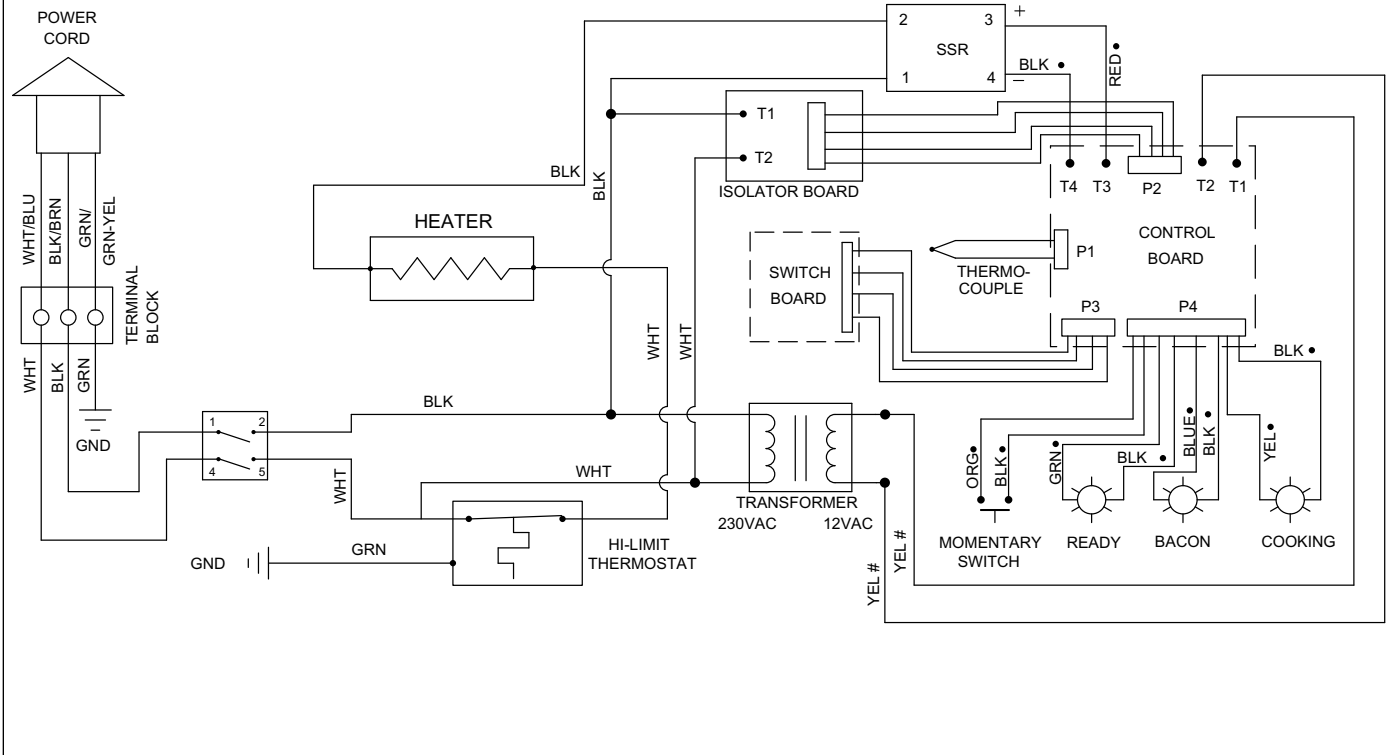 POWER
CORD
WHT/BLU
BLK/BRN
GRN/
GRN-YEL
TERMINAL
BLOCK
WHT
BLK
GRN
GND
1
2
4
5
BLK
WHT
WHT
GND
GRN
HI-LIMIT
THERMOSTAT
HEATER
BLK
BLK
WHT
WHT
2
3
+
SSR
1
4
–
BLK •
RED •
T1
T2
ISOLATOR BOARD
SWITCH
BOARD
THERMO-
COUPLE
T4
T3
P2
T2
T1
P1
CONTROL
BOARD
P3
P4
TRANSFORMER
230VAC
12VAC
YEL #
YEL #
ORG •
BLK •
GRN •
BLK •
BLUE •
BLK •
YEL •
BLK •
MOMENTARY
SWITCH
READY
BACON
COOKING